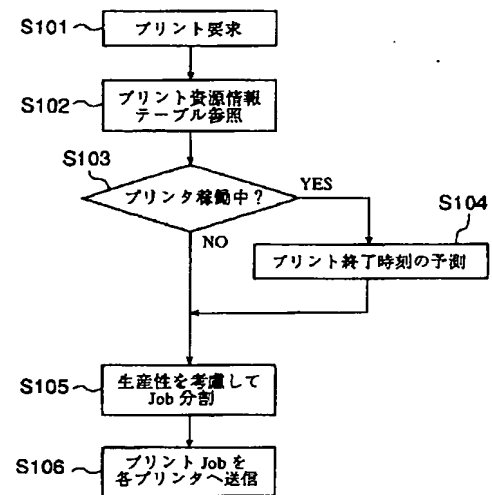 S101
プリント要求
S102
プリント資源情報
テーブル参照
S103
プリンタ稼働中？
YES
S104
NO
プリント終了時刻の予測
S105
生産性を考慮して
Job 分割
S106
プリント Job を
各プリンタへ送信